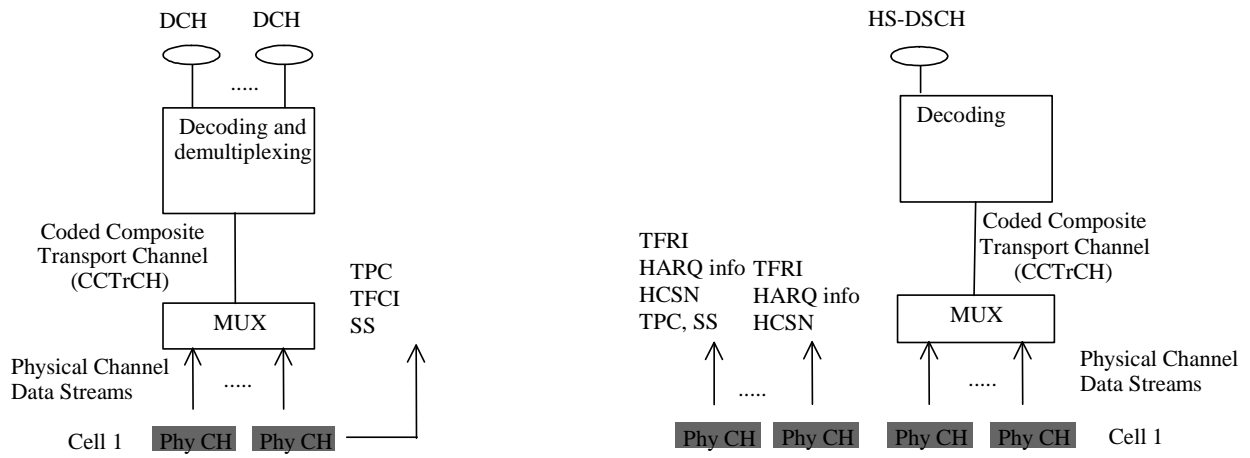 DCH DCH
.....
Decoding and
demultiplexing
Coded Composite
Transport Channel
(CCTrCH)
TPC
TFCI
SS
MUX
Physical Channel
Data Streams
.....
Cell 1 Phy CH Phy CH
HS-DSCH
Decoding
Coded Composite
Transport Channel
(CCTrCH)
TFRI
HARQ info
HCSN
TPC, SS
TFRI
HARQ info
HCSN
MUX
Physical Channel
Data Streams
.....
.....
Phy CH Phy CH Phy CH Phy CH Cell 1